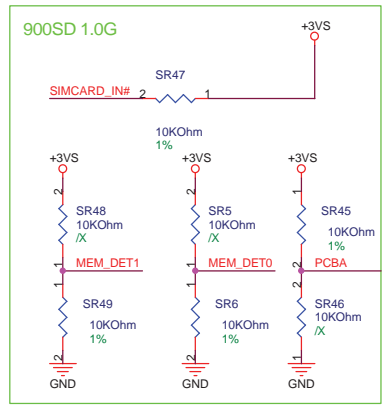 900SD 1.0G
+3VS
SR47
SIMCARD_IN# 2 1
10KOhm
1%
+3VS +3VS +3VS
2 2 1
SR48 SR5 SR45
10KOhm 10KOhm 10KOhm
/X /X 1%
1 MEM_DET1 1 MEM_DET0 2 PCBA
1 1 2
SR49 SR6 SR46
10KOhm 10KOhm 10KOhm
1% 1% /X
2 2 1
GND GND GND